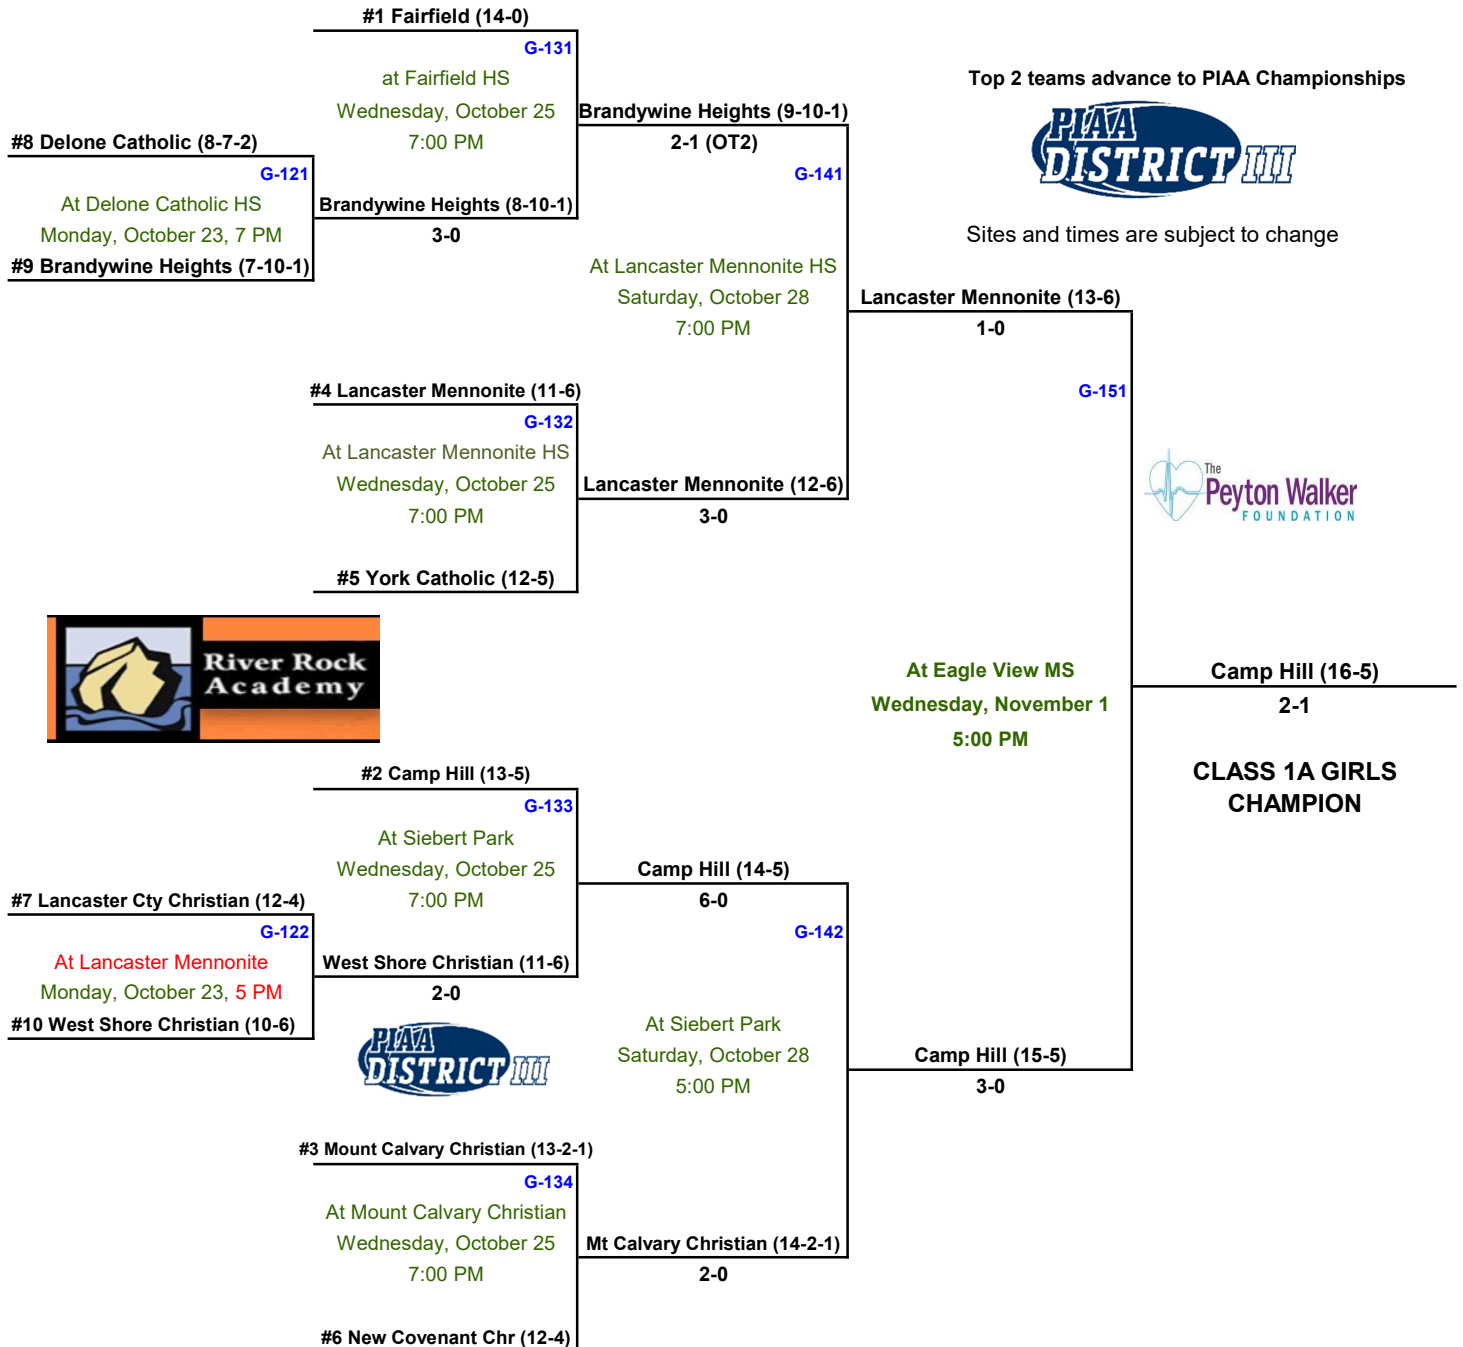 #1 Fairfield (14-0)
G-131
at Fairfield HS
Wednesday, October 25
7:00 PM
Brandywine Heights (9-10-1)
2-1 (OT2)
Top 2 teams advance to PIAA Championships
PIAA
DISTRICT III
Sites and times are subject to change
#8 Delone Catholic (8-7-2)
G-121
At Delone Catholic HS
Monday, October 23, 7 PM
#9 Brandywine Heights (7-10-1)
Brandywine Heights (8-10-1)
3-0
G-141
At Lancaster Mennonite HS
Saturday, October 28
7:00 PM
Lancaster Mennonite (13-6)
1-0
#4 Lancaster Mennonite (11-6)
G-132
At Lancaster Mennonite HS
Wednesday, October 25
7:00 PM
#5 York Catholic (12-5)
Lancaster Mennonite (12-6)
3-0
G-151
The
Peyton Walker
FOUNDATION
River Rock
Academy
At Eagle View MS
Wednesday, November 1
5:00 PM
Camp Hill (16-5)
2-1
CLASS 1A GIRLS
CHAMPION
#2 Camp Hill (13-5)
G-133
At Siebert Park
Wednesday, October 25
7:00 PM
Camp Hill (14-5)
6-0
#7 Lancaster Cty Christian (12-4)
G-122
At Lancaster Mennonite
Monday, October 23, 5 PM
#10 West Shore Christian (10-6)
West Shore Christian (11-6)
2-0
PIAA
DISTRICT III
G-142
At Siebert Park
Saturday, October 28
5:00 PM
Camp Hill (15-5)
3-0
#3 Mount Calvary Christian (13-2-1)
G-134
At Mount Calvary Christian
Wednesday, October 25
7:00 PM
Mt Calvary Christian (14-2-1)
2-0
#6 New Covenant Chr (12-4)